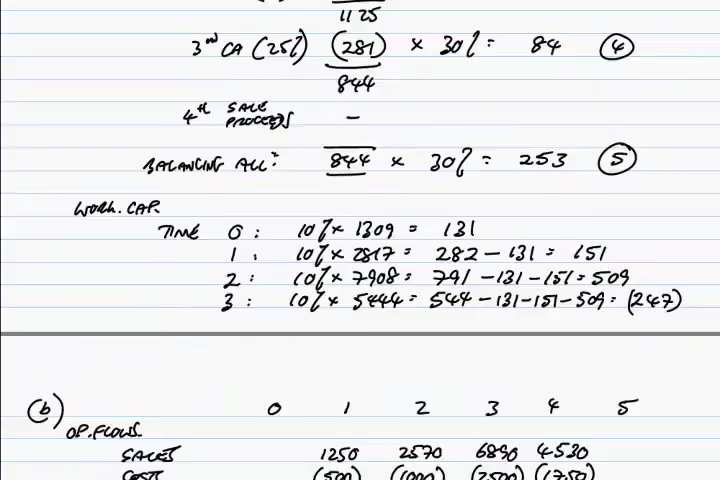 1125
3rd CA (25%) (281) × 30% = 84 (4)
844
4th SALE PROCEEDS —
BALANCING ALL: 844 × 30% = 253 (5)
WORK. CAP.
TIME 0 : 10% × 1309 = 131
1 : 10% × 2817 = 282 - 131 = 151
2 : 10% × 7908 = 791 - 131 - 151 = 509
3 : 10% × 5444 = 544 - 131 - 151 - 509 = (247)
(b) 0 1 2 3 4 5
OP. FLOWS.
SALES 1250 2570 6890 4530
COSTS (500) (1000) (2500) (1750)